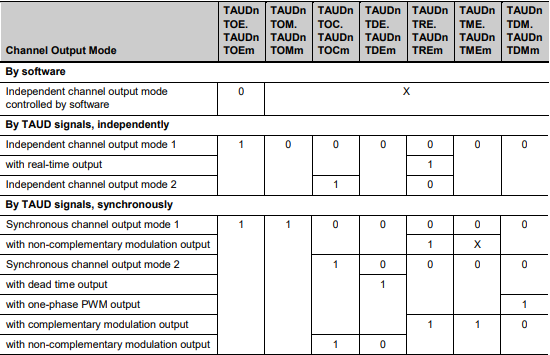 Channel Output Mode TAUDn TOE. TAUDn TOEm TAUDn TOM. TAUDn TOMm TAUDn TOC. TAUDn TOCm TAUDn TDE. TAUDn TDEm TAUDn TRE. TAUDn TREm TAUDn TME. TAUDn TMEm TAUDn TDM. TAUDn TDMm
By software
Independent channel output mode controlled by software 0 X
By TAUD signals, independently
Independent channel output mode 1 1 0 0 0 0 0 0
with real-time output 1
Independent channel output mode 2 1 0
By TAUD signals, synchronously
Synchronous channel output mode 1 1 1 0 0 0 0 0
with non-complementary modulation output 1 X
Synchronous channel output mode 2 1 0 0 0 0
with dead time output 1
with one-phase PWM output 1
with complementary modulation output 1 1 0
with non-complementary modulation output 1 0